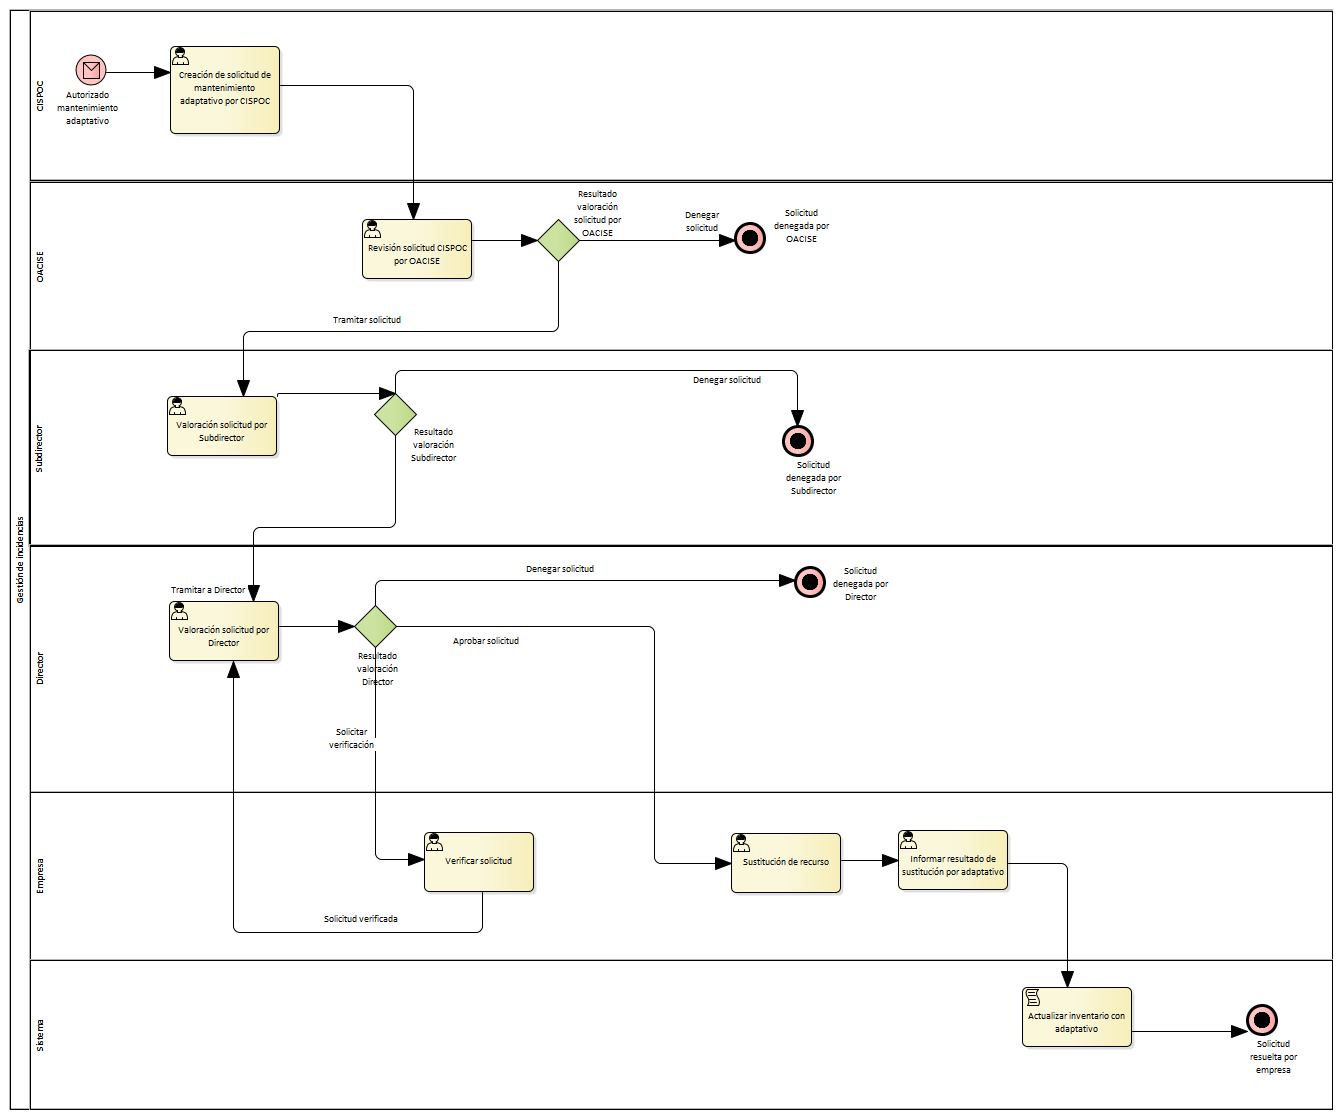 Gestión de incidencias
CISPOC
Autorizado
mantenimiento
adaptativo
Creación de solicitud de
mantenimiento
adaptativo por CISPOC
OACISE
Revisión solicitud CISPOC
por OACISE
Resultado
valoración
solicitud por
OACISE
Denegar
solicitud
Solicitud
denegada por
OACISE
Tramitar solicitud
Subdirector
Valoración solicitud por
Subdirector
Resultado
valoración
Subdirector
Denegar solicitud
Solicitud
denegada por
Subdirector
Director
Tramitar a Director
Valoración solicitud por
Director
Resultado
valoración
Director
Denegar solicitud
Solicitud
denegada por
Director
Aprobar solicitud
Solicitar
verificación
Empresa
Verificar solicitud
Solicitud verificada
Sustitución de recurso
Informar resultado de
sustitución por adaptativo
Sistema
Actualizar inventario con
adaptativo
Solicitud
resuelta por
empresa